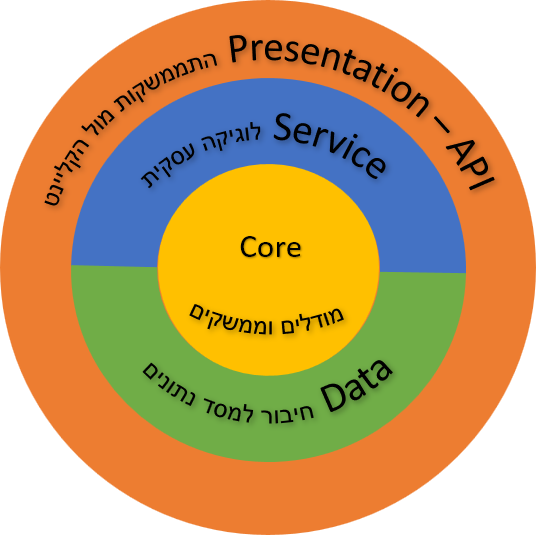 Presentation – API התממשקות מול הקליינט
Service לוגיקה עסקית
Core
מודלים וממשקים
Data חיבור למסד נתונים